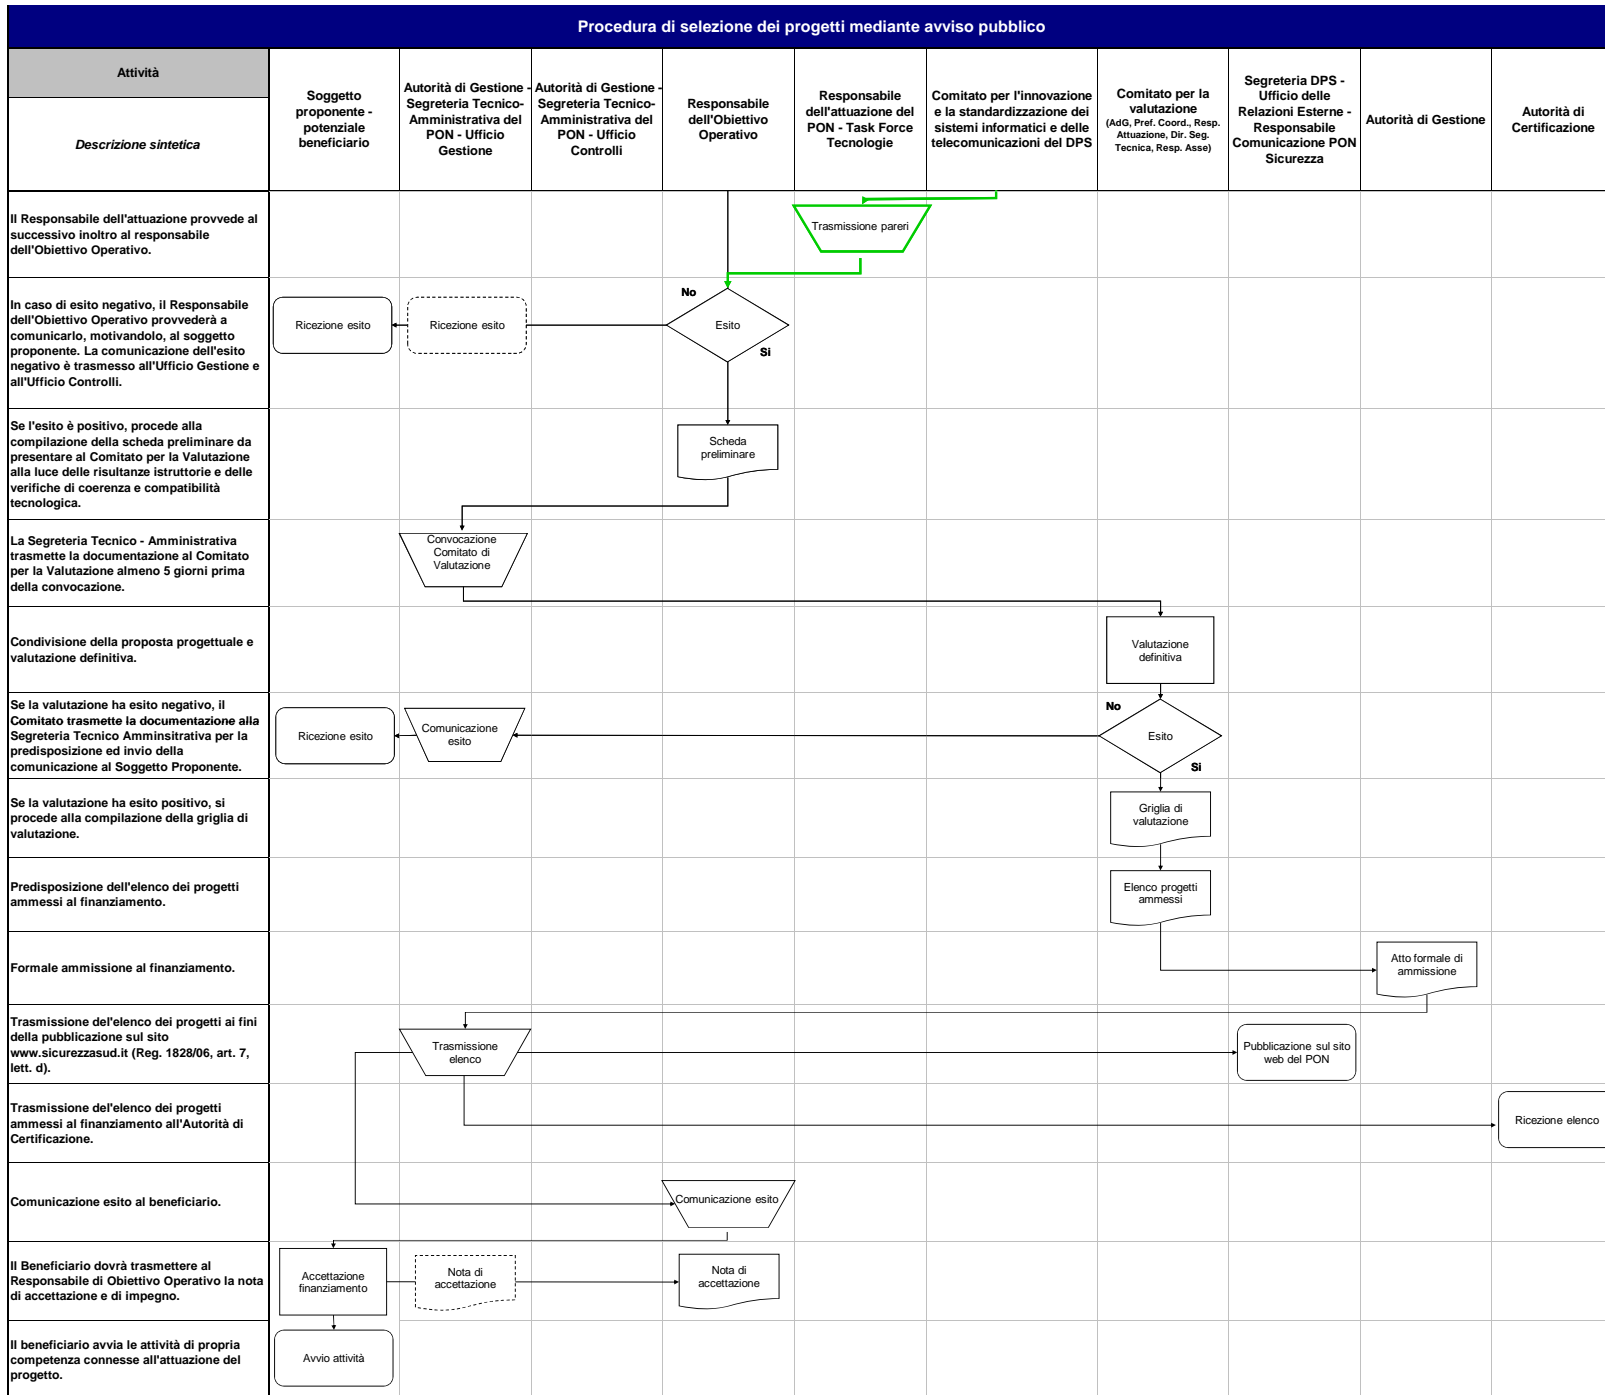 Procedura di selezione dei progetti mediante avviso pubblico
Attività
Descrizione sintetica
Soggetto
proponente -
potenziale
beneficiario
Autorità di Gestione -
Segreteria Tecnico-
Amministrativa del
PON - Ufficio
Gestione
Autorità di Gestione -
Segreteria Tecnico-
Amministrativa del
PON - Ufficio
Controlli
Responsabile
dell'Obiettivo
Operativo
Responsabile
dell'attuazione del
PON - Task Force
Tecnologie
Comitato per l'innovazione
e la standardizzazione dei
sistemi informatici e delle
telecomunicazioni del DPS
Comitato per la
valutazione
(AdG, Pref. Coord., Resp.
Attuazione, Dir. Seg.
Tecnica, Resp. Asse)
Segreteria DPS -
Ufficio delle
Relazioni Esterne -
Responsabile
Comunicazione PON
Sicurezza
Autorità di Gestione
Autorità di
Certificazione
Il Responsabile dell'attuazione provvede al
successivo inoltro al responsabile
dell'Obiettivo Operativo.
Trasmissione pareri
In caso di esito negativo, il Responsabile
dell'Obiettivo Operativo provvederà a
comunicarlo, motivandolo, al soggetto
proponente. La comunicazione dell'esito
negativo è trasmesso all'Ufficio Gestione e
all'Ufficio Controlli.
Ricezione esito
Ricezione esito
No
Esito
Si
Se l'esito è positivo, procede alla
compilazione della scheda preliminare da
presentare al Comitato per la Valutazione
alla luce delle risultanze istruttorie e delle
verifiche di coerenza e compatibilità
tecnologica.
Scheda
preliminare
La Segreteria Tecnico - Amministrativa
trasmette la documentazione al Comitato
per la Valutazione almeno 5 giorni prima
della convocazione.
Convocazione
Comitato di
Valutazione
Condivisione della proposta progettuale e
valutazione definitiva.
Valutazione
definitiva
Se la valutazione ha esito negativo, il
Comitato trasmette la documentazione alla
Segreteria Tecnico Amminsitrativa per la
predisposizione ed invio della
comunicazione al Soggetto Proponente.
Ricezione esito
Comunicazione
esito
No
Esito
Si
Se la valutazione ha esito positivo, si
procede alla compilazione della griglia di
valutazione.
Griglia di
valutazione
Predisposizione dell'elenco dei progetti
ammessi al finanziamento.
Elenco progetti
ammessi
Formale ammissione al finanziamento.
Atto formale di
ammissione
Trasmissione del'elenco dei progetti ai fini
della pubblicazione sul sito
www.sicurezzasud.it (Reg. 1828/06, art. 7,
lett. d).
Trasmissione
elenco
Pubblicazione sul sito
web del PON
Trasmissione del'elenco dei progetti
ammessi al finanziamento all'Autorità di
Certificazione.
Ricezione elenco
Comunicazione esito al beneficiario.
Comunicazione esito
Il Beneficiario dovrà trasmettere al
Responsabile di Obiettivo Operativo la nota
di accettazione e di impegno.
Accettazione
finanziamento
Nota di
accettazione
Nota di
accettazione
Il beneficiario avvia le attività di propria
competenza connesse all'attuazione del
progetto.
Avvio attività